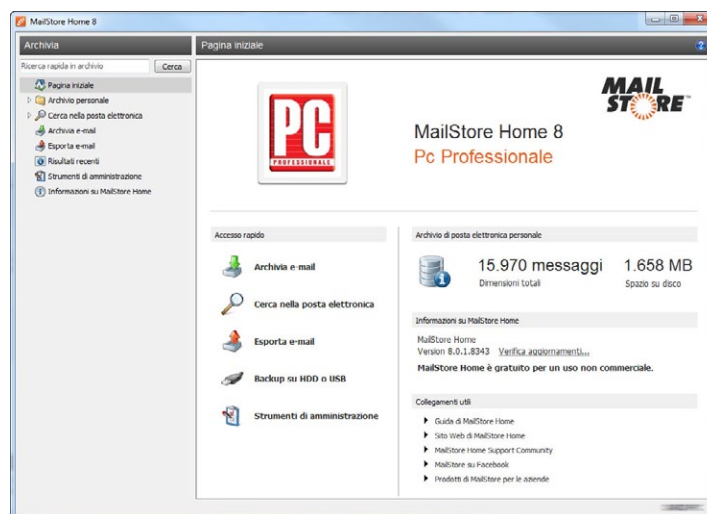 MailStore Home 8
Archivia
Pagina iniziale
Ricerca rapida in archivio
Cerca
Pagina iniziale
Archivio personale
Cerca nella posta elettronica
Archivia e-mail
Esporta e-mail
Risultati recenti
Strumenti di amministrazione
Informazioni su MailStore Home
PC
PROFESSIONALE
MAIL
STORE
MailStore Home 8
Pc Professionale
Accesso rapido
Archivia e-mail
Cerca nella posta elettronica
Esporta e-mail
Backup su HDD o USB
Strumenti di amministrazione
Archivio di posta elettronica personale
15.970 messaggi 1.658 MB
Dimensioni totali Spazio su disco
Informazioni su MailStore Home
MailStore Home
Version 8.0.1.8343 Verifica aggiornamenti...
MailStore Home è gratuito per un uso non commerciale.
Collegamenti utili
Guida di MailStore Home
Sito Web di MailStore Home
MailStore Home Support Community
MailStore su Facebook
Prodotti di MailStore per le aziende